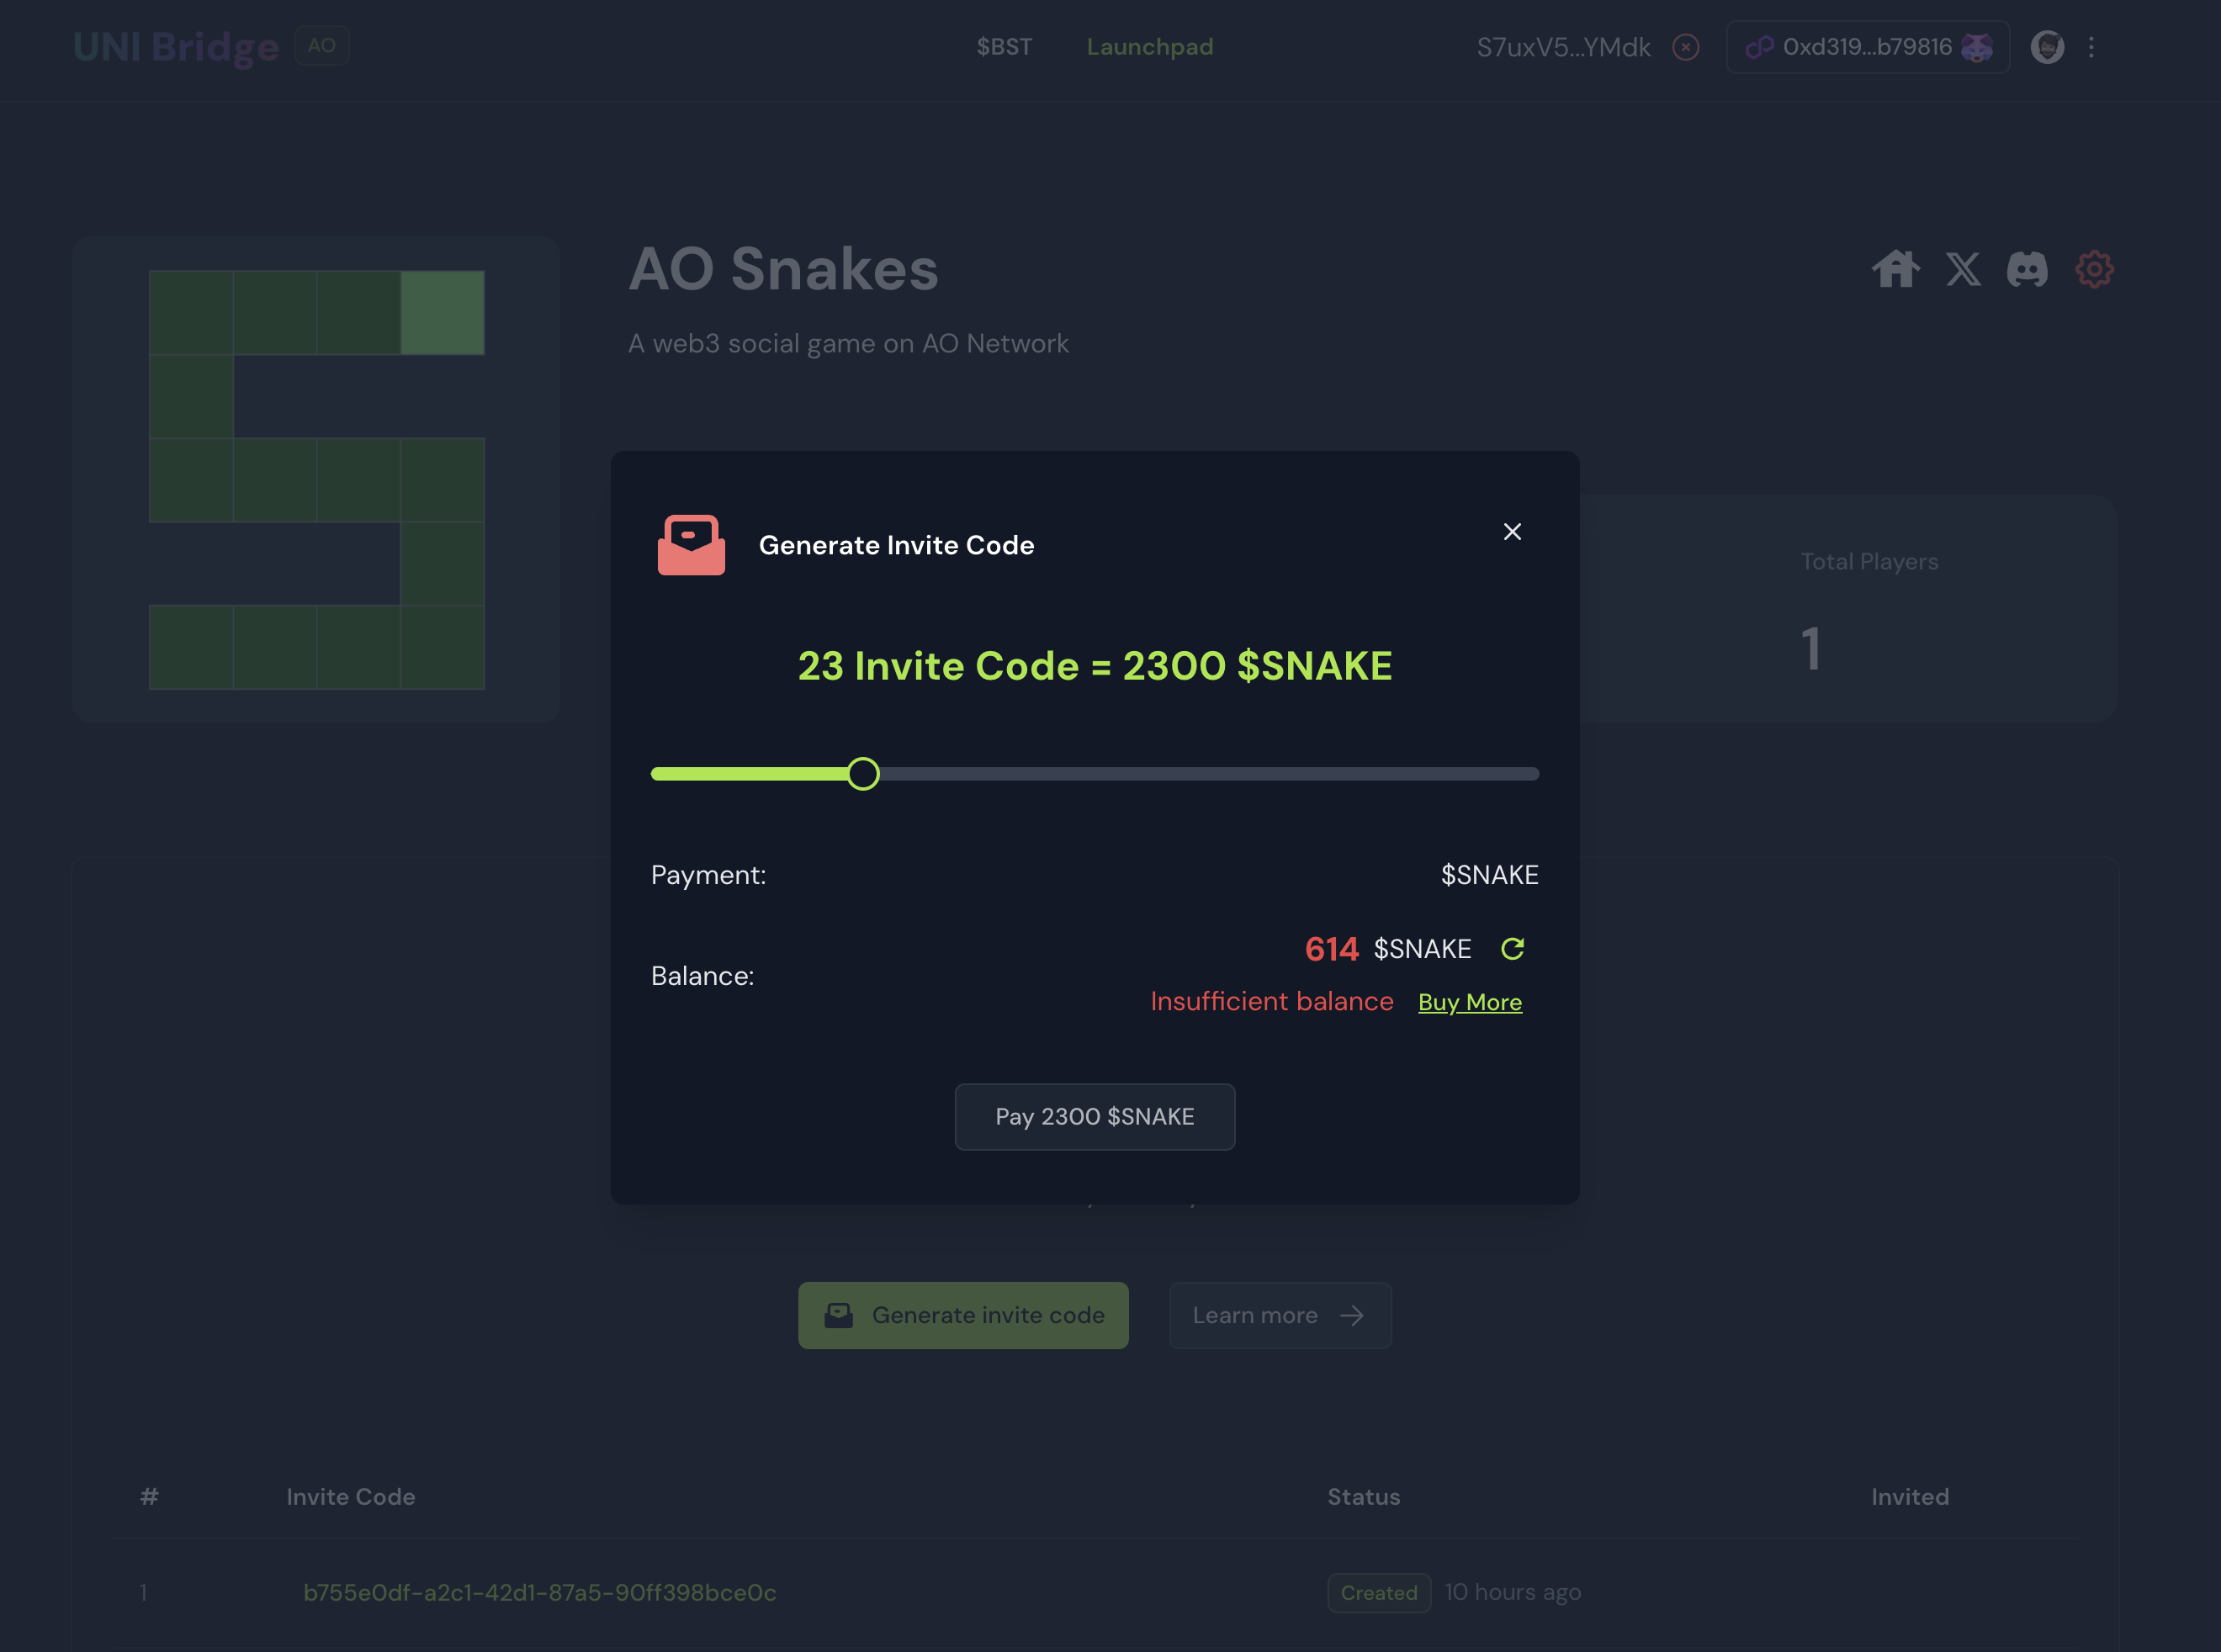 UNI Bridge AO
$BST
Launchpad
S7uxV5...YMdk
0xd319...b79816
AO Snakes
A web3 social game on AO Network
Total Players
1
Generate Invite Code
23 Invite Code = 2300 $SNAKE
Payment:
$SNAKE
Balance:
614 $SNAKE
Insufficient balance Buy More
Pay 2300 $SNAKE
Generate invite code
Learn more
# Invite Code Status Invited
1 b755e0df-a2c1-42d1-87a5-90ff398bce0c Created 10 hours ago